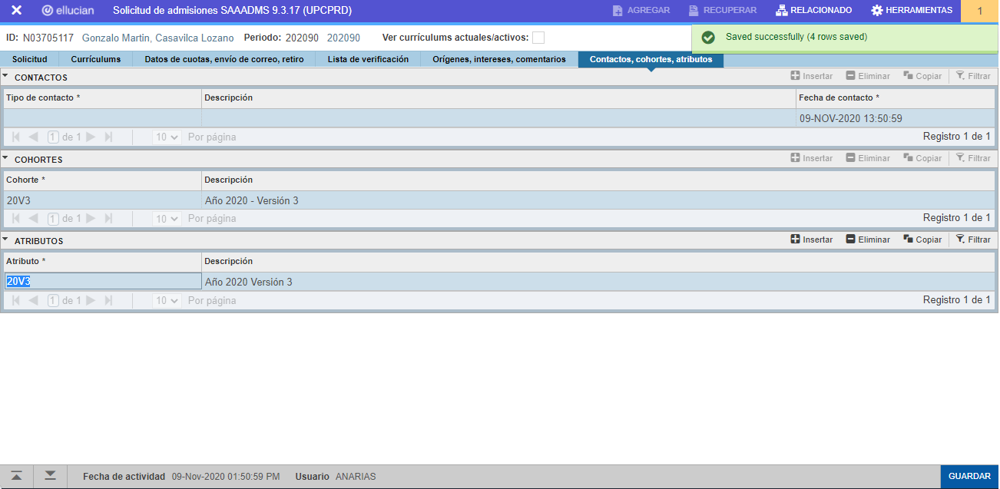 ellucian Solicitud de admisiones SAAADMS 9.3.17 (UPCPRD) AGREGAR RECUPERAR RELACIONADO HERRAMIENTAS 1
ID: N03705117 Gonzalo Martin, Casavilca Lozano Periodo: 202090 202090 Ver currículums actuales/activos:
Saved successfully (4 rows saved)
Solicitud Currículums Datos de cuotas, envío de correo, retiro Lista de verificación Orígenes, intereses, comentarios Contactos, cohortes, atributos
CONTACTOS Insertar Eliminar Copiar Filtrar
Tipo de contacto * Descripción Fecha de contacto *
09-NOV-2020 13:50:59
1 de 1 10 Por página Registro 1 de 1
COHORTES Insertar Eliminar Copiar Filtrar
Cohorte * Descripción
20V3 Año 2020 - Versión 3
1 de 1 10 Por página Registro 1 de 1
ATRIBUTOS Insertar Eliminar Copiar Filtrar
Atributo * Descripción
20V3 Año 2020 Versión 3
1 de 1 10 Por página Registro 1 de 1
Fecha de actividad 09-Nov-2020 01:50:59 PM Usuario ANARIAS GUARDAR